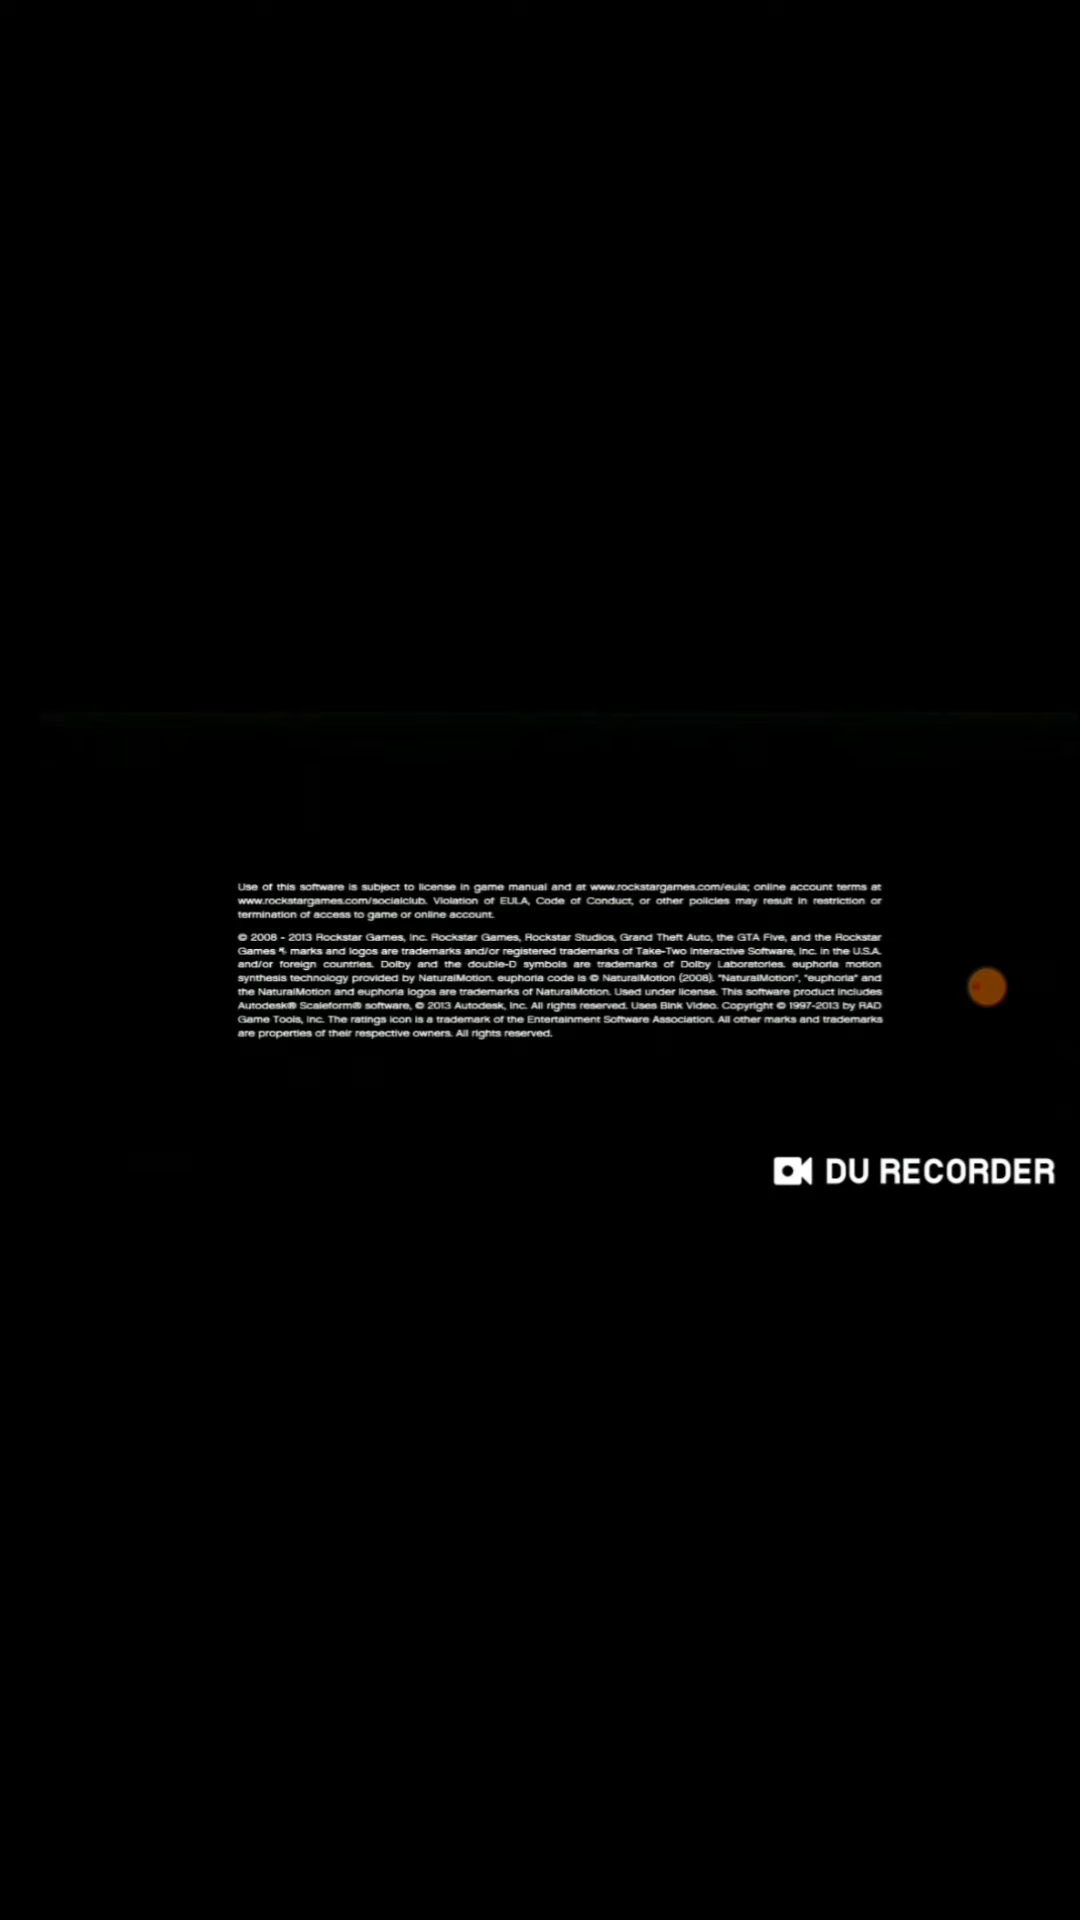 Use of this software is subject to license in game manual and at www.rockstargames.com/eula; online account terms at
www.rockstargames.com/socialclub. Violation of EULA, Code of Conduct, or other policies may result in restriction or
termination of access to game or online account.
© 2008 - 2013 Rockstar Games, Inc. Rockstar Games, Rockstar Studios, Grand Theft Auto, the GTA Five, and the Rockstar
Games R* marks and logos are trademarks and/or registered trademarks of Take-Two Interactive Software, Inc. in the U.S.A.
and/or foreign countries. Dolby and the double-D symbols are trademarks of Dolby Laboratories. euphoria motion
synthesis technology provided by NaturalMotion. euphoria code is © NaturalMotion (2008). "NaturalMotion", "euphoria" and
the NaturalMotion and euphoria logos are trademarks of NaturalMotion. Used under license. This software product includes
Autodesk® Scaleform® software, © 2013 Autodesk, Inc. All rights reserved. Uses Bink Video. Copyright © 1997-2013 by RAD
Game Tools, Inc. The ratings icon is a trademark of the Entertainment Software Association. All other marks and trademarks
are properties of their respective owners. All rights reserved.
DU RECORDER